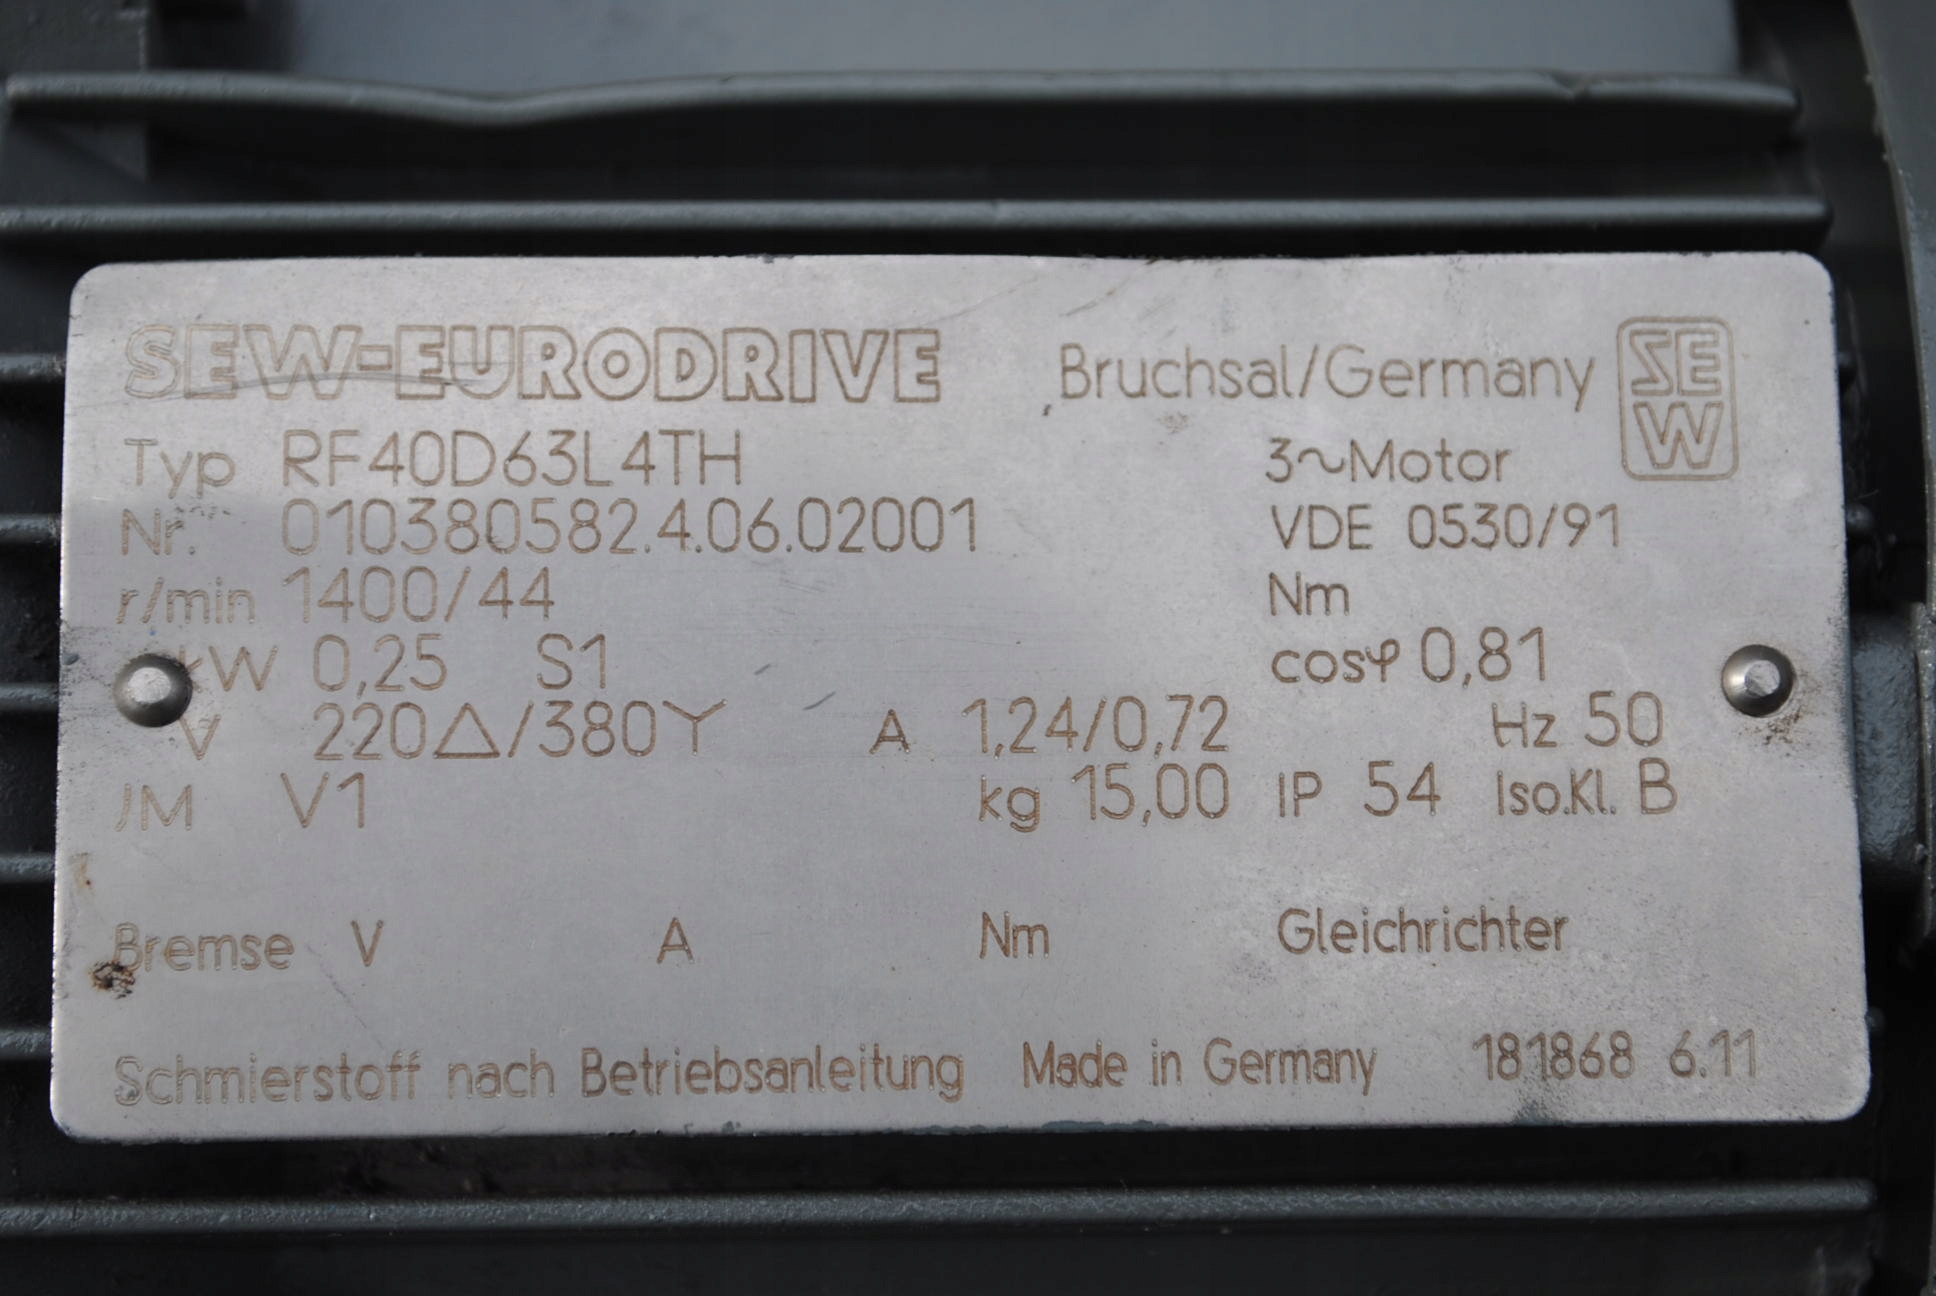 SEW-EURODRIVE Bruchsal/Germany SEW
Typ RF40D63L4TH 3~Motor
Nr. 010380582.4.06.02001 VDE 0530/91
r/min 1400/44 Nm
kW 0,25 S1 cosφ 0,81
V 220△/380Y A 1,24/0,72 Hz 50
JM V1 kg 15,00 IP 54 Iso.Kl. B
Bremse V A Nm Gleichrichter
Schmierstoff nach Betriebsanleitung Made in Germany 181868 6.11